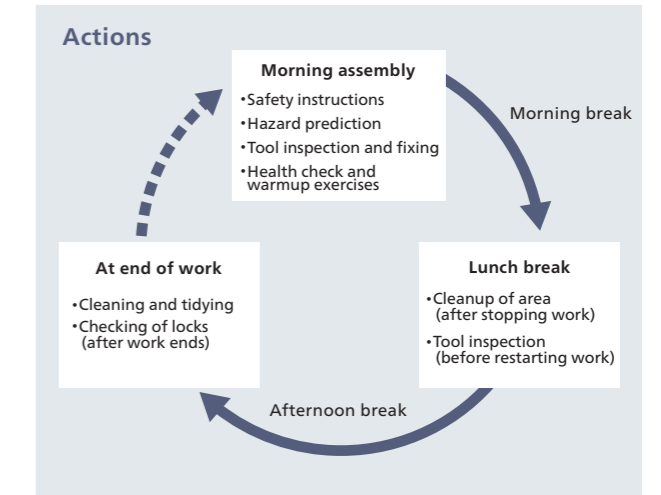 Actions
Morning assembly
•Safety instructions
•Hazard prediction
•Tool inspection and fixing
•Health check and
warmup exercises
Morning break
Lunch break
•Cleanup of area
(after stopping work)
•Tool inspection
(before restarting work)
Afternoon break
At end of work
•Cleaning and tidying
•Checking of locks
(after work ends)